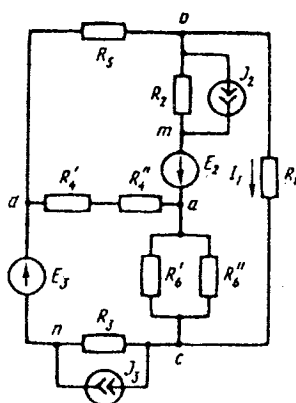 b
R₅
J₂
R₂
m
E₂
I₁
R₁
R₄′
R₄″
d
a
E₃
R₆′
R₆″
n
R₃
c
J₃